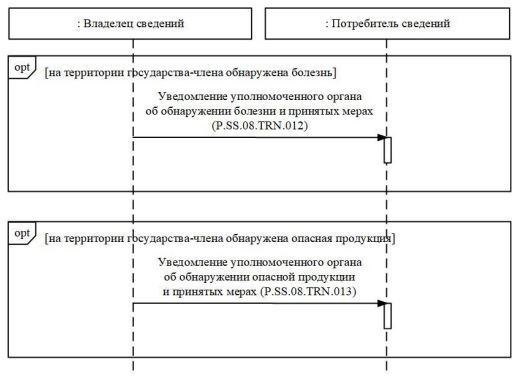 : Владелец сведений : Потребитель сведений
opt [на территории государства-члена обнаружена болезнь]
Уведомление уполномоченного органа
об обнаружении болезни и принятых мерах
(P.SS.08.TRN.012)
opt [на территории государства-члена обнаружена опасная продукция]
Уведомление уполномоченного органа
об обнаружении опасной продукции
и принятых мерах (P.SS.08.TRN.013)